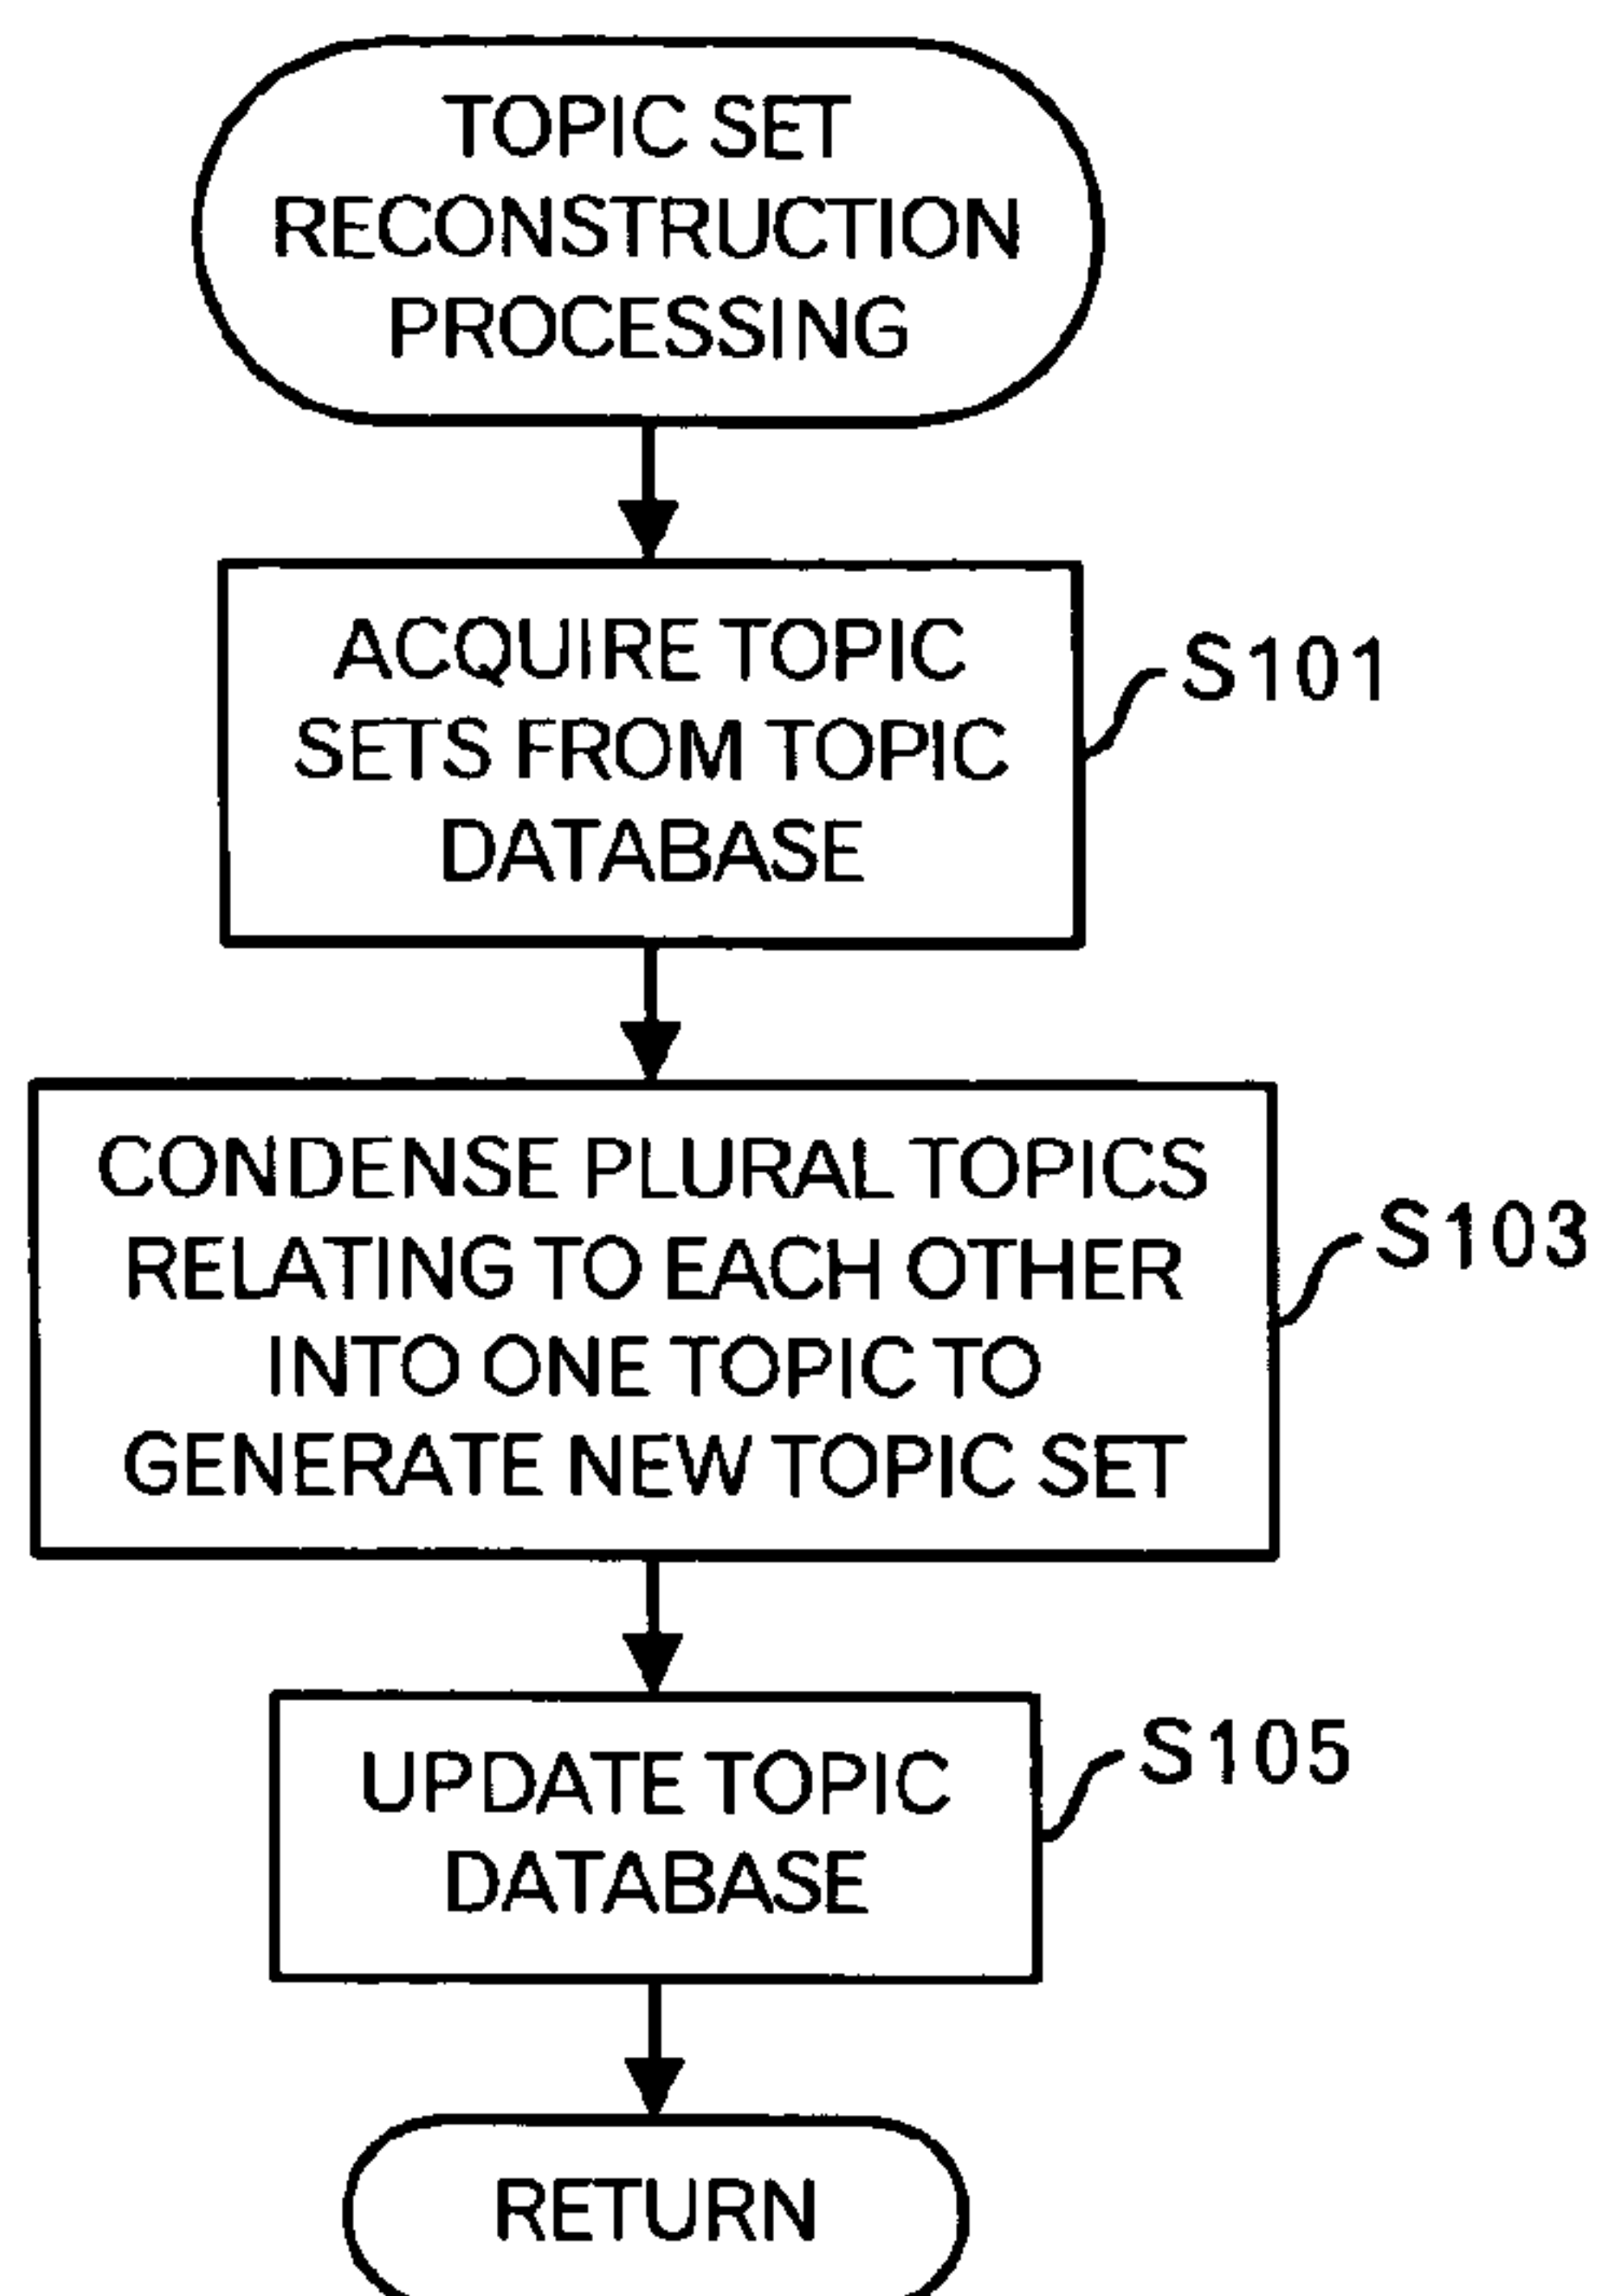 TOPIC SET
RECONSTRUCTION
PROCESSING
ACQUIRE TOPIC
SETS FROM TOPIC
DATABASE
S101
CONDENSE PLURAL TOPICS
RELATING TO EACH OTHER
INTO ONE TOPIC TO
GENERATE NEW TOPIC SET
S103
UPDATE TOPIC
DATABASE
S105
RETURN